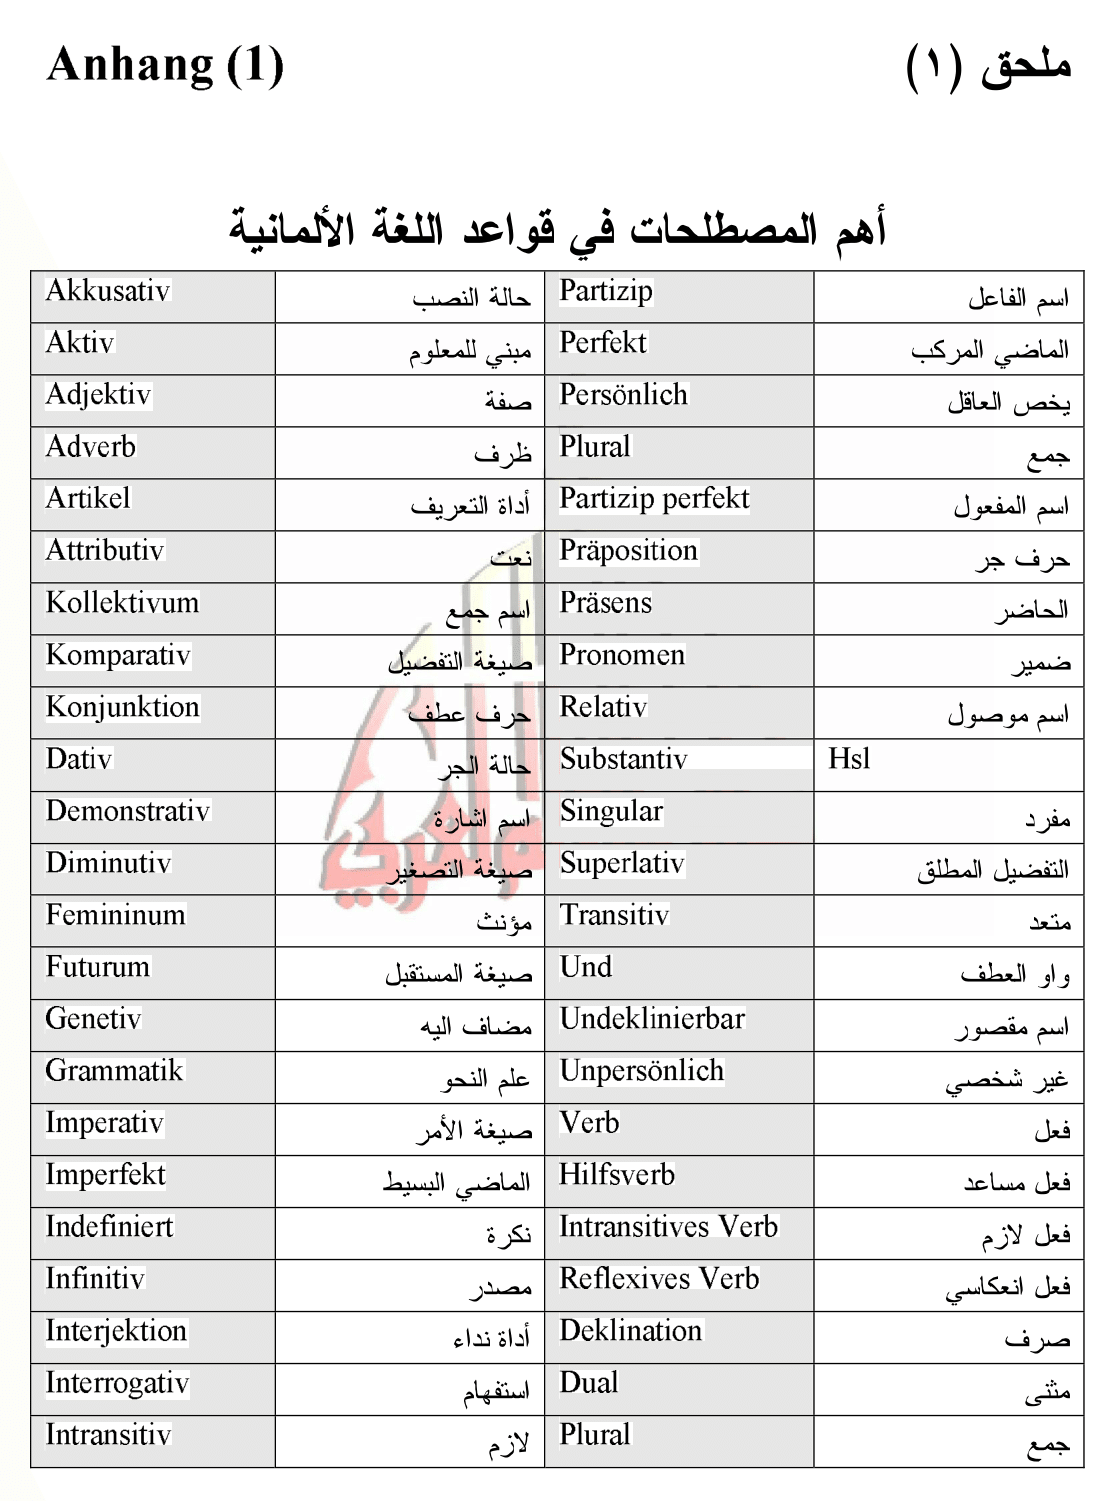 Anhang (1) ملحق (١)
أهم المصطلحات في قواعد اللغة الألمانية
Akkusativ حالة النصب Partizip اسم الفاعل
Aktiv مبني للمعلوم Perfekt الماضي المركب
Adjektiv صفة Persönlich يخص العاقل
Adverb ظرف Plural جمع
Artikel أداة التعريف Partizip perfekt اسم المفعول
Attributiv نعت Präposition حرف جر
Kollektivum اسم جمع Präsens الحاضر
Komparativ صيغة التفضيل Pronomen ضمير
Konjunktion حرف عطف Relativ اسم موصول
Dativ حالة الجر Substantiv Hsl
Demonstrativ اسم اشارة Singular مفرد
Diminutiv صيغة التصغير Superlativ التفضيل المطلق
Femininum مؤنث Transitiv متعد
Futurum صيغة المستقبل Und واو العطف
Genetiv مضاف اليه Undeklinierbar اسم مقصور
Grammatik علم النحو Unpersönlich غير شخصي
Imperativ صيغة الأمر Verb فعل
Imperfekt الماضي البسيط Hilfsverb فعل مساعد
Indefiniert نكرة Intransitives Verb فعل لازم
Infinitiv مصدر Reflexives Verb فعل انعكاسي
Interjektion أداة نداء Deklination صرف
Interrogativ استفهام Dual مثنى
Intransitiv لازم Plural جمع